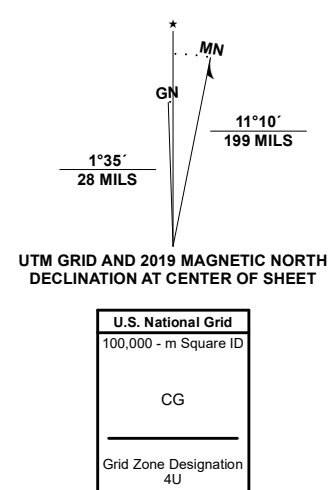 ★
MN
GN
11°10´
199 MILS
1°35´
28 MILS
UTM GRID AND 2019 MAGNETIC NORTH
DECLINATION AT CENTER OF SHEET
U.S. National Grid
100,000 - m Square ID
CG
Grid Zone Designation
4U